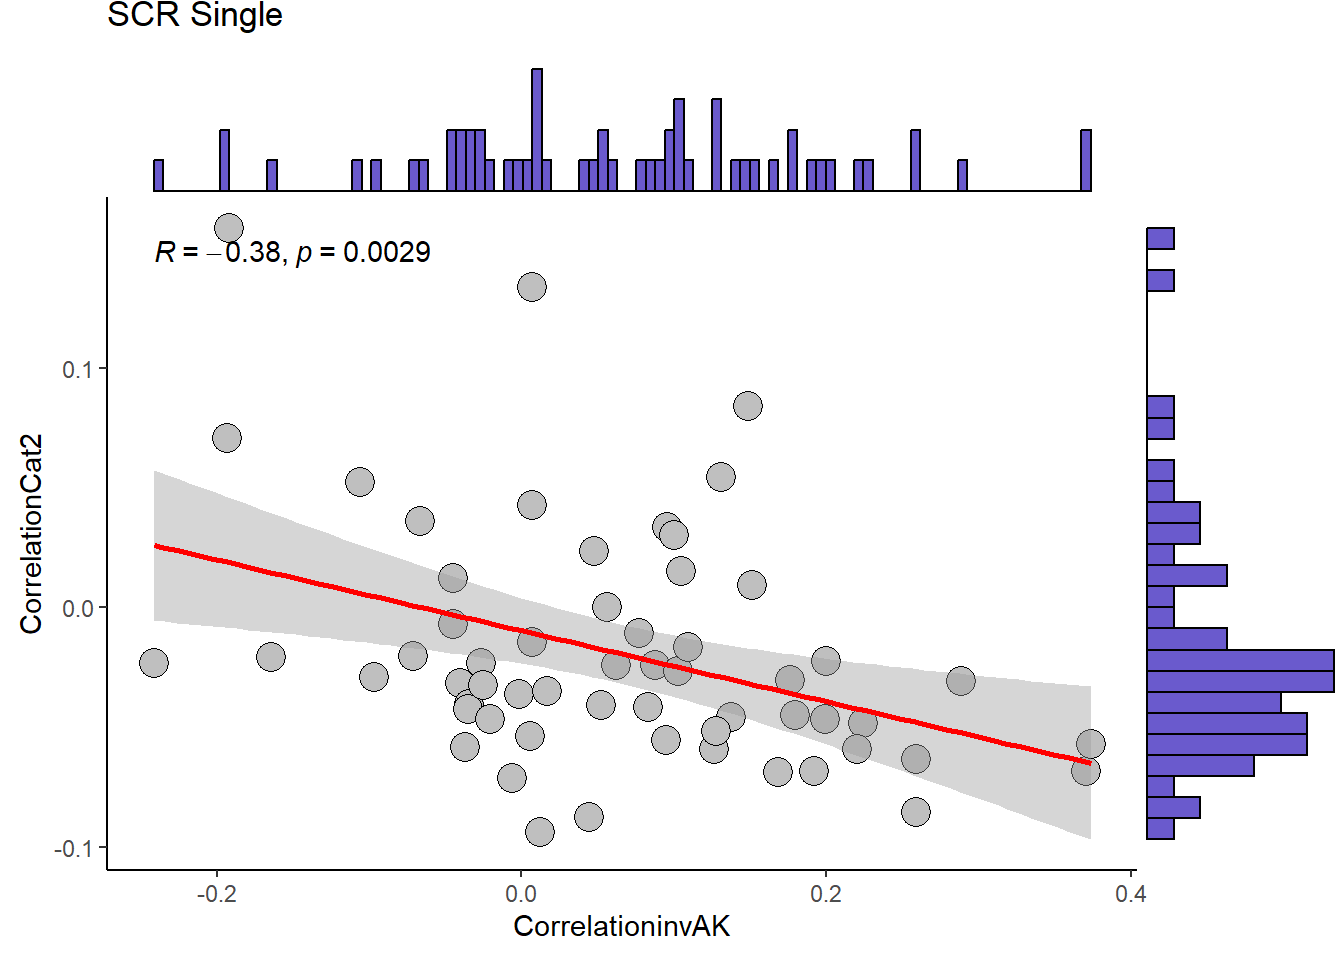 SCR Single
R = −0.38, p = 0.0029
CorrelationCat2
0.1
0.0
-0.1
-0.2
0.0
0.2
0.4
CorrelationinvAK